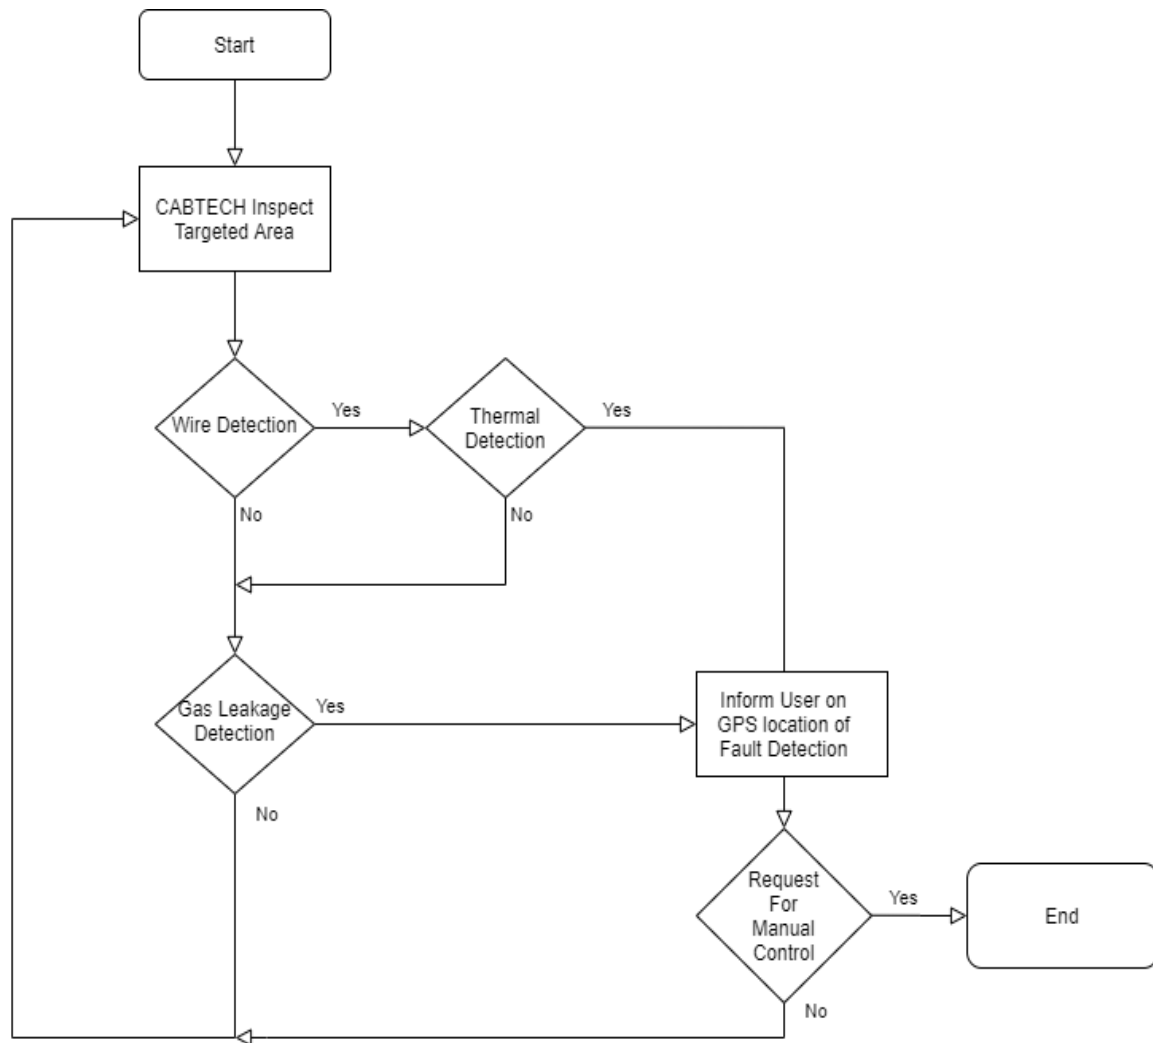 Start
CABTECH Inspect
Targeted Area
Wire Detection
Yes
Thermal
Detection
Yes
No
No
Gas Leakage
Detection
Yes
Inform User on
GPS location of
Fault Detection
No
Request
For
Manual
Control
Yes
End
No